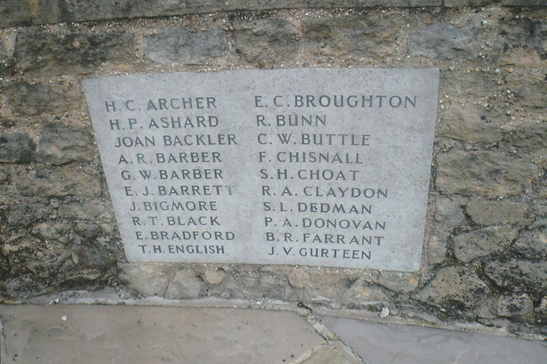 H. C. ARCHER
H. P. ASHARD
JOAN BACKLER
A. R. BARBER
G. W. BARBER
E. J. BARRETT
J. BIGMORE
R. T. BLACK
E. BRADFORD
T. H. ENGLISH
E. C. BROUGHTON
R. BUNN
C. W. BUTTLE
F. CHISNALL
S. H. CHOAT
R. A. CLAYDON
S. L. DEDMAN
P. A. DONOVAN
B. R. FARRANT
J. V. GURTEEN